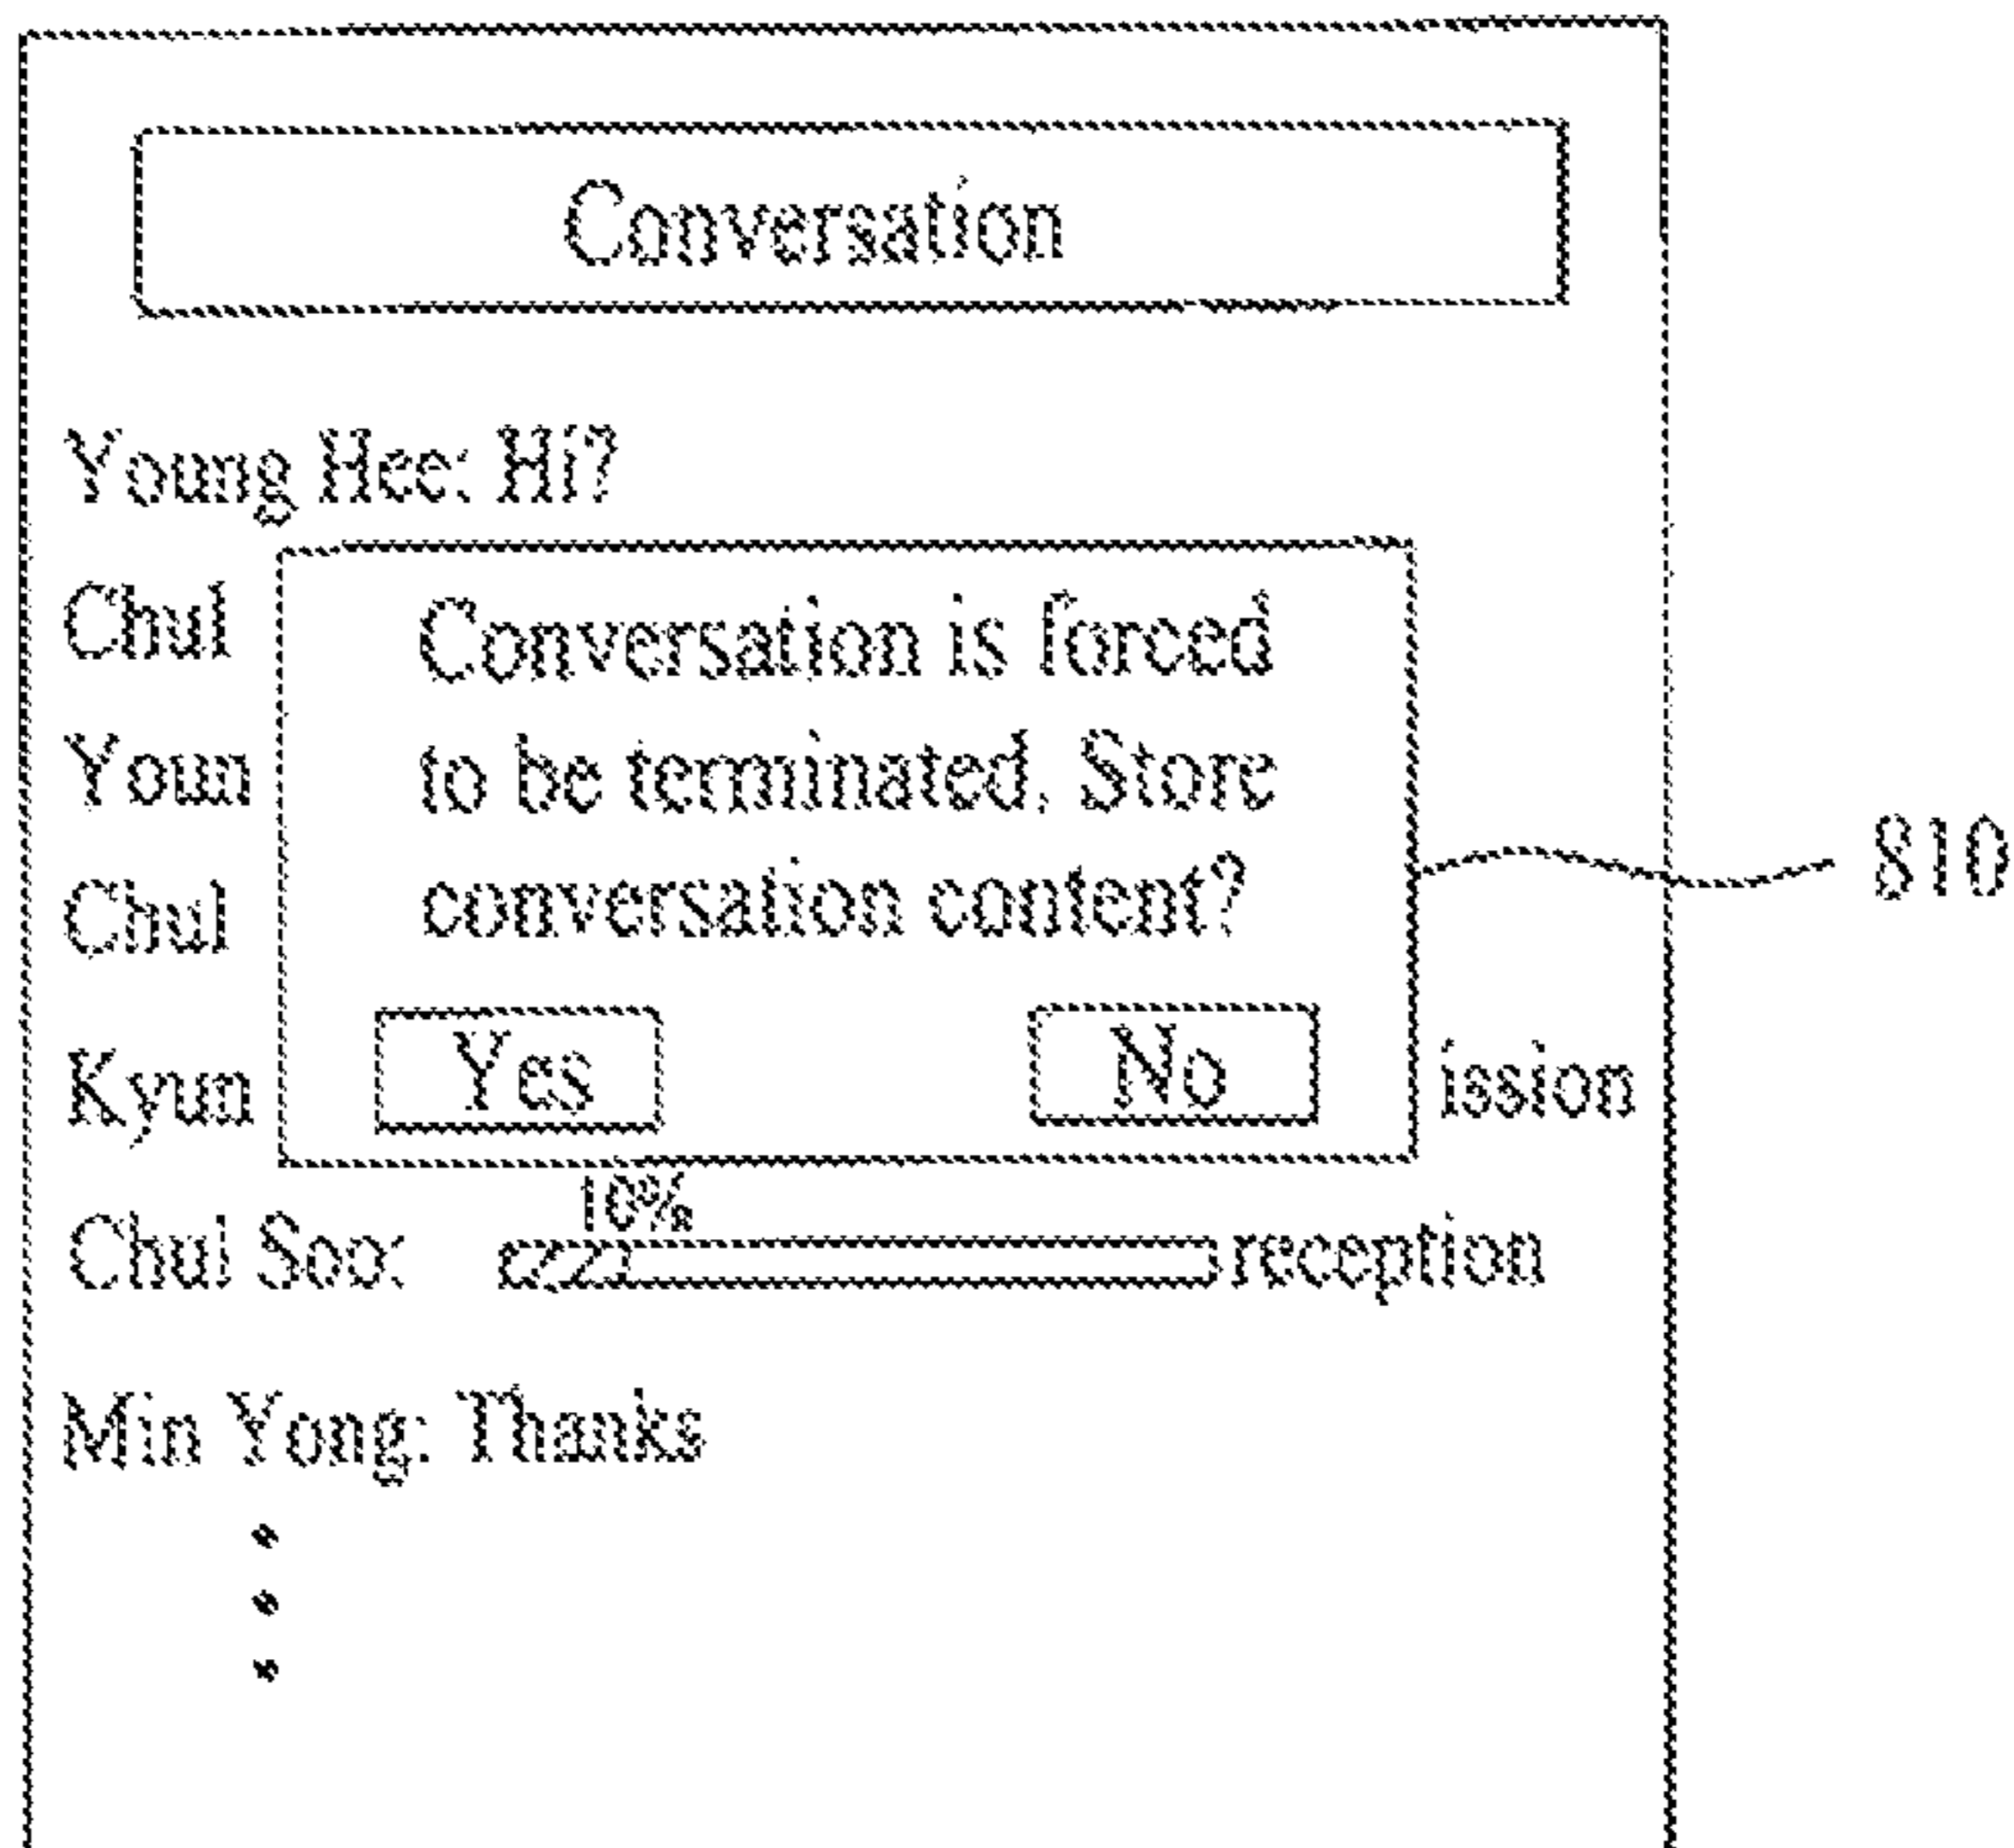 Conversation
Young Hee: Hi?
Chul
Conversation is forced
Youn
to be terminated. Store
810
Chul
conversation content?
Kyun
Yes
No
ission
10%
Chul Soo:
reception
Min Yong: Thanks